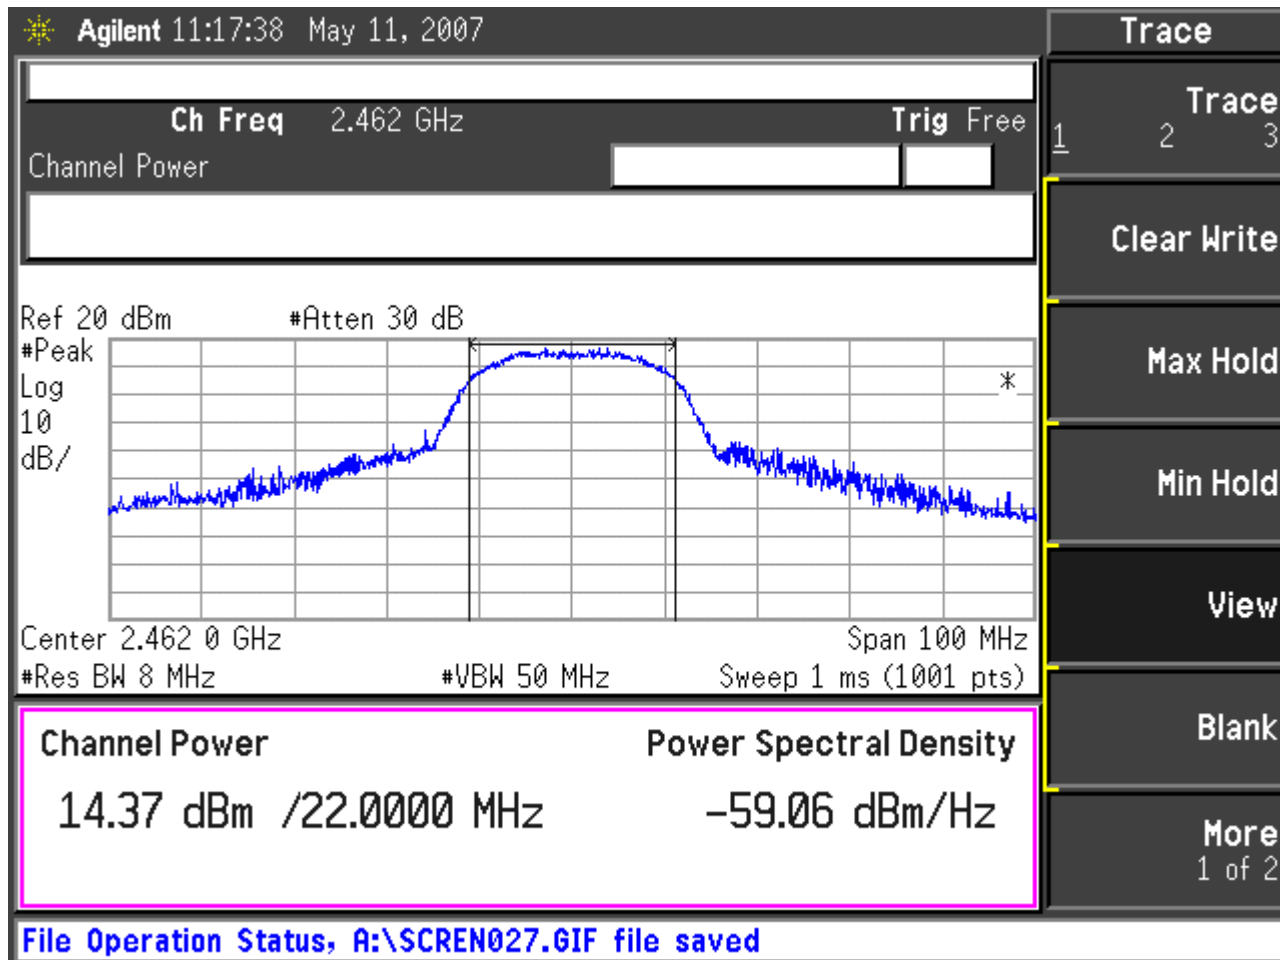 Agilent 11:17:38 May 11, 2007
Trace
Ch Freq 2.462 GHz Trig Free
Channel Power
Trace
1 2 3
Clear Write
Max Hold
Min Hold
View
Blank
More
1 of 2
Ref 20 dBm #Atten 30 dB
#Peak
Log
10
dB/
*
Center 2.462 0 GHz Span 100 MHz
#Res BW 8 MHz #VBW 50 MHz Sweep 1 ms (1001 pts)
Channel Power Power Spectral Density
14.37 dBm /22.0000 MHz -59.06 dBm/Hz
File Operation Status, A:\SCREN027.GIF file saved